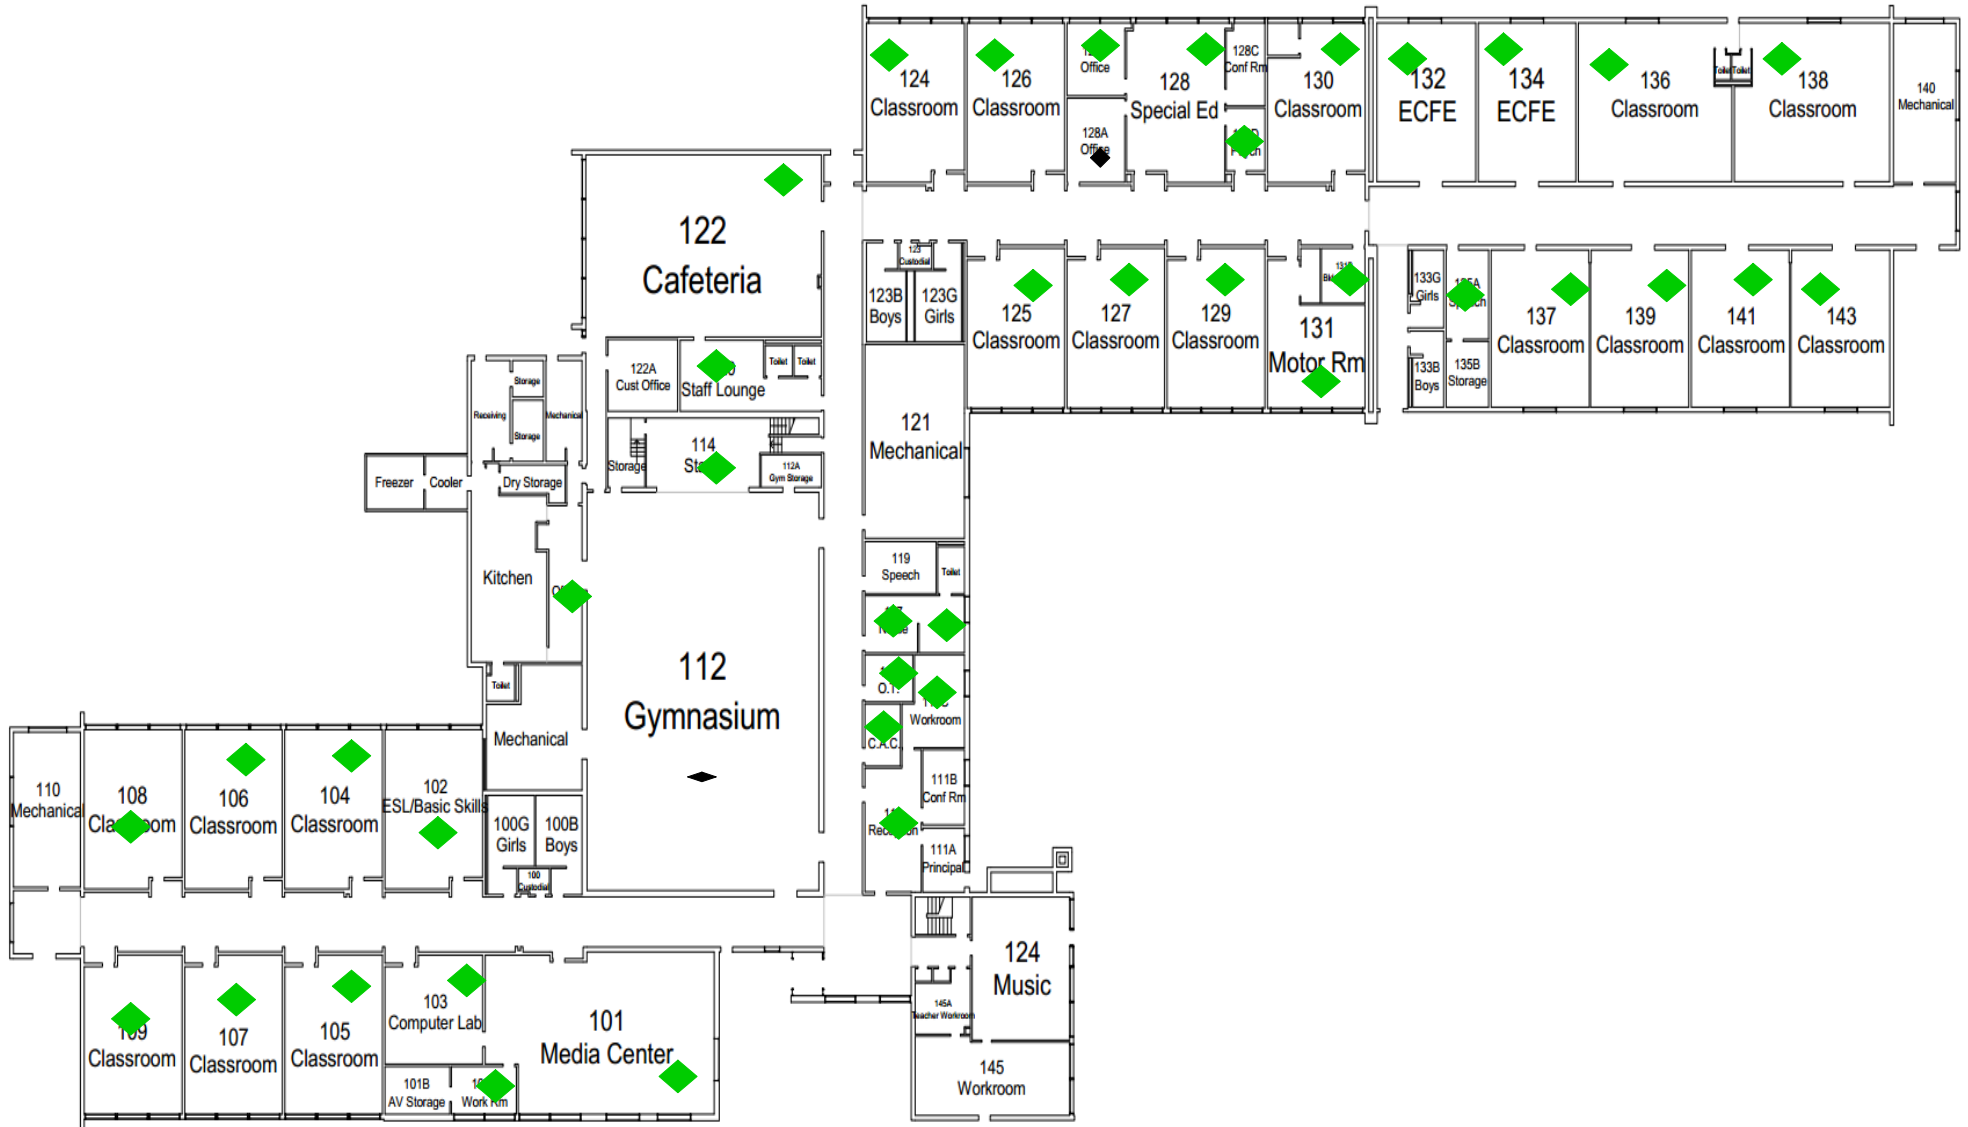 124
Classroom
126
Classroom
Office
128A
Office
128
Special Ed
128C
Conf Rm
130
Classroom
132
ECFE
134
ECFE
136
Classroom
Toilet
Toilet
138
Classroom
140
Mechanical
122
Cafeteria
123
Custodial
123B
Boys
123G
Girls
125
Classroom
127
Classroom
129
Classroom
131
Motor Rm
133G
Girls
133B
Boys
135B
Storage
137
Classroom
139
Classroom
141
Classroom
143
Classroom
122A
Cust Office
Staff Lounge
Toilet
Toilet
Storage
Receiving
Mechanical
Storage
114
Storage
112A
Gym Storage
121
Mechanical
Freezer
Cooler
Dry Storage
Kitchen
119
Speech
Toilet
O.T.
Workroom
C.A.C.
111B
Conf Rm
111A
Principal
112
Gymnasium
Toilet
Mechanical
110
Mechanical
108
106
Classroom
104
Classroom
102
ESL/Basic Skills
100G
Girls
100B
Boys
100
Custodial
109
Classroom
107
Classroom
105
Classroom
103
Computer Lab
101
Media Center
101B
AV Storage
Work Rm
124
Music
145A
Teacher Workroom
145
Workroom